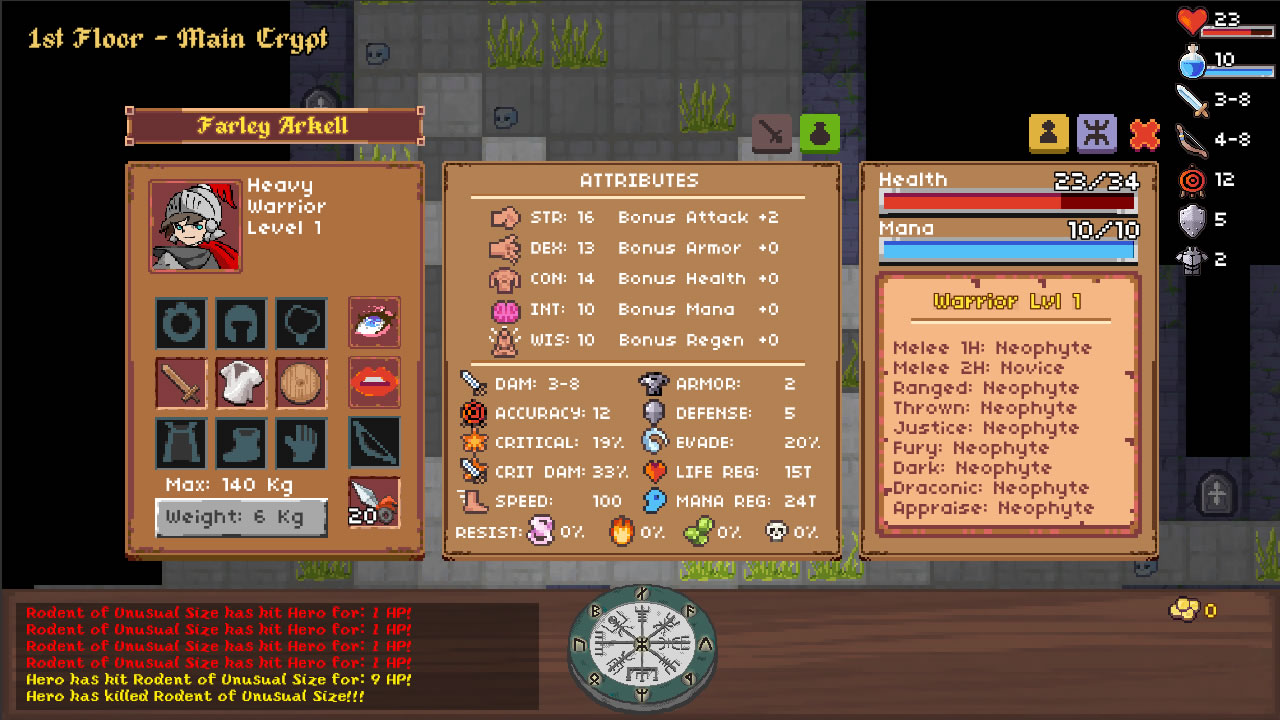 1st Floor - Main Crypt
23
10
3-8
4-8
12
5
2
Farley Arkell
Heavy
Warrior
Level 1
Max: 140 Kg
Weight: 6 Kg
20
ATTRIBUTES
STR: 16 Bonus Attack +2
DEX: 13 Bonus Armor +0
CON: 14 Bonus Health +0
INT: 10 Bonus Mana +0
WIS: 10 Bonus Regen +0
DAM: 3-8 ARMOR: 2
ACCURACY: 12 DEFENSE: 5
CRITICAL: 19% EVADE: 20%
CRIT DAM: 33% LIFE REG: 15T
SPEED: 100 MANA REG: 24T
RESIST: 0% 0% 0% 0%
Health 23/34
Mana 10/10
Warrior Lvl 1
Melee 1H: Neophyte
Melee 2H: Novice
Ranged: Neophyte
Thrown: Neophyte
Justice: Neophyte
Fury: Neophyte
Dark: Neophyte
Draconic: Neophyte
Appraise: Neophyte
Rodent of Unusual Size has hit Hero for: 1 HP!
Rodent of Unusual Size has hit Hero for: 1 HP!
Rodent of Unusual Size has hit Hero for: 1 HP!
Rodent of Unusual Size has hit Hero for: 1 HP!
Hero has hit Rodent of Unusual Size for: 9 HP!
Hero has killed Rodent of Unusual Size!!!
0